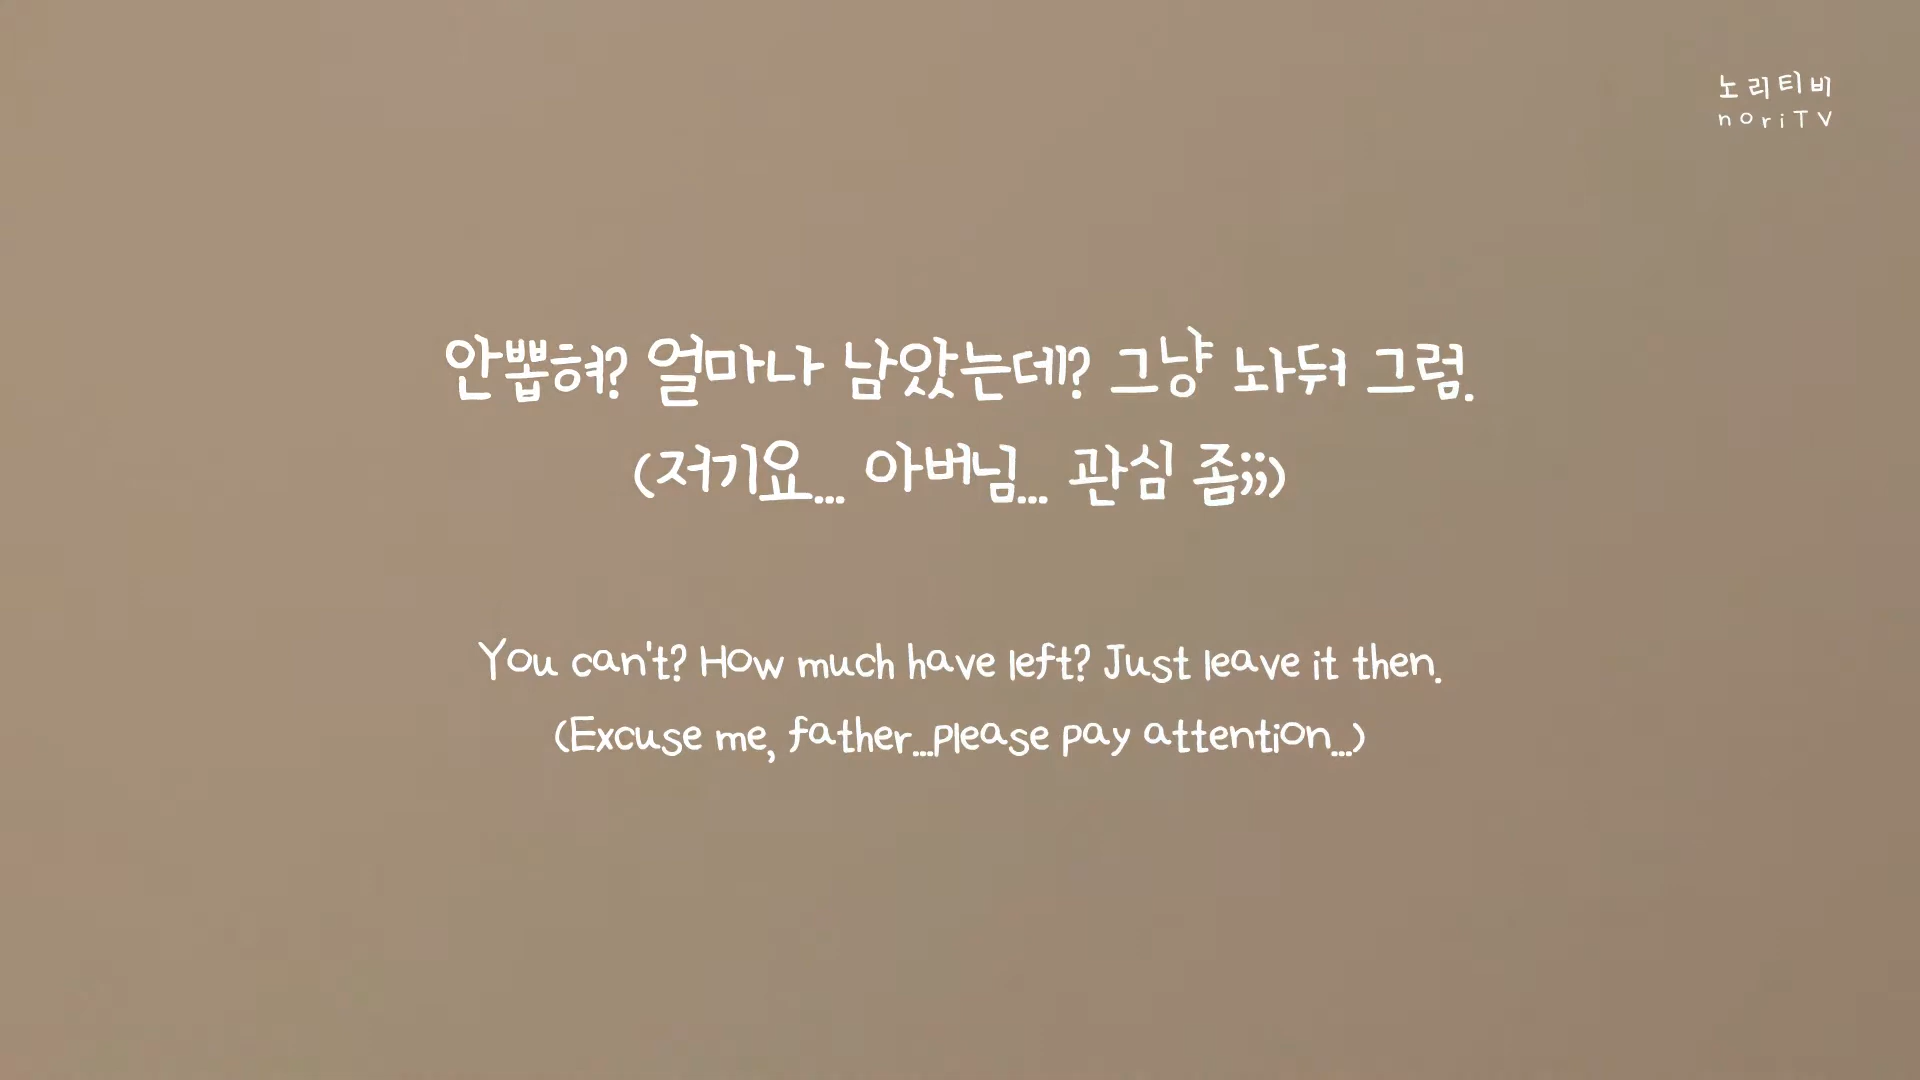 노리티비
noriTV
안뽑혀? 얼마나 남았는데? 그냥 놔둬 그럼.
(저기요... 아버님... 관심 좀;;;)
You can't? How much have left? Just leave it then.
(Excuse me, father...please pay attention...)